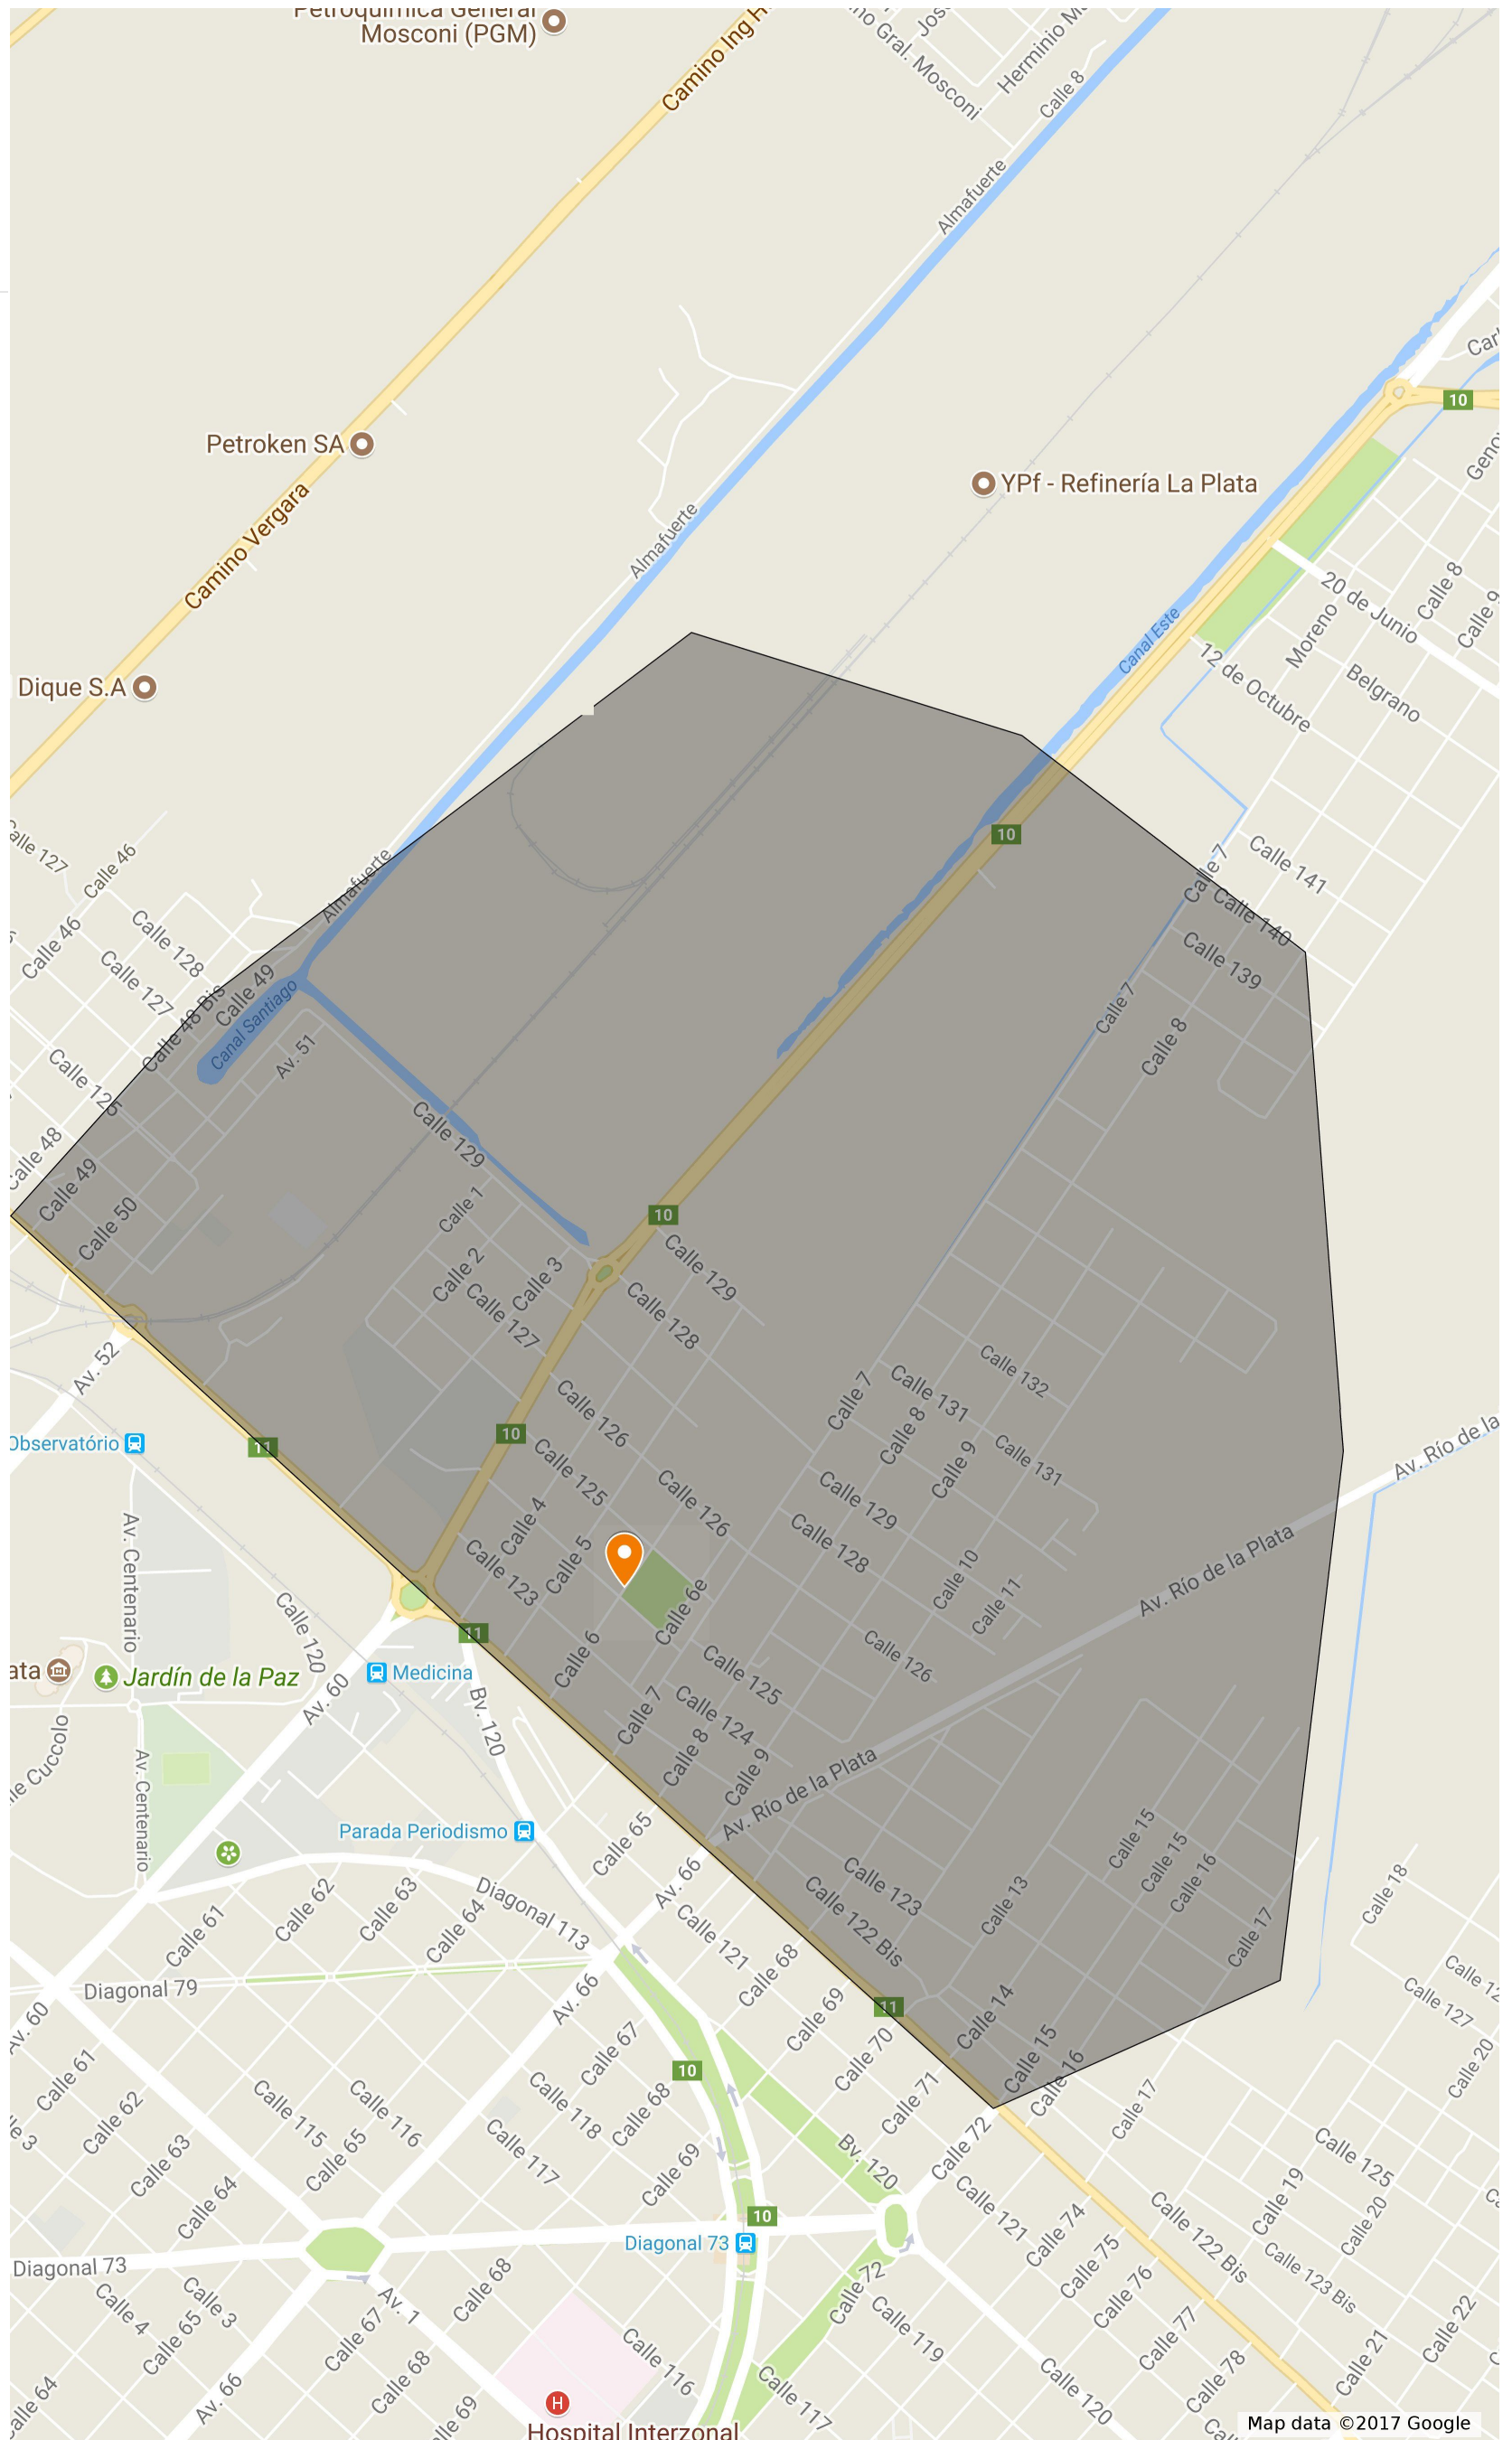 Petroquímica General
Mosconi (PGM)
Camino Ing
Gral. Mosconi
Herminio
Calle 8
Almafuerte
10
Petroken SA
YPf - Refinería La Plata
Camino Vergara
Almafuerte
20 de Junio
Calle 8
Calle 9
Moreno
Canal Este
12 de Octubre
Belgrano
Dique S.A
10
Calle 127
Calle 46
Almafuerte
Calle 7
Calle 141
Calle 140
Calle 46
Calle 128
Calle 127
Calle 49
Calle 139
Calle 48 Bis
Canal Santiago
Av. 51
Calle 7
Calle 8
Calle 125
Calle 129
Calle 48
Calle 49
Calle 50
Calle 1
10
Calle 2
Calle 3
Calle 129
Calle 127
Calle 128
Av. 52
Calle 132
Calle 7
Calle 131
Calle 126
Calle 8
10
Observatório
11
Calle 9
Calle 131
Av. Río de la
Calle 125
Calle 126
Calle 129
Calle 4
Calle 128
Av. Centenario
Calle 123
Calle 5
Calle 10
Calle 11
Av. Río de la Plata
Calle 6e
Calle 120
11
Calle 6
Calle 126
Jardín de la Paz
Medicina
Av. 60
Calle 125
Bv. 120
Calle 7
Calle 124
Cuccolo
Calle 8
Calle 9
Av. Centenario
Av. Río de la Plata
Parada Periodismo
Calle 65
Calle 15
Calle 15
Calle 16
Av. 66
Calle 123
Calle 122 Bis
Calle 13
Calle 18
Calle 61
Calle 62
Calle 63
Calle 64
Diagonal 113
Calle 121
Calle 17
Calle 68
Diagonal 79
Av. 66
Calle 69
11
Calle 14
Calle 127
Av. 60
Calle 67
10
Calle 70
Calle 15
Calle 16
Calle 20
Calle 61
Calle 62
Calle 115
Calle 116
Calle 118
Calle 68
Calle 71
Calle 17
Calle 63
Calle 65
Calle 117
Calle 69
Bv. 120
Calle 72
Calle 125
Calle 64
Calle 121
Calle 74
Calle 122 Bis
Calle 19
Calle 20
10
Diagonal 73
Diagonal 73
Calle 75
Calle 123 Bis
Calle 4
Calle 3
Calle 65
Av. 1
Calle 68
Calle 72
Calle 76
Calle 67
Calle 119
Calle 77
Calle 22
Calle 64
Av. 66
Calle 68
Calle 69
Calle 116
Calle 117
Calle 120
Calle 78
Calle 21
Hospital Interzonal
Map data ©2017 Google